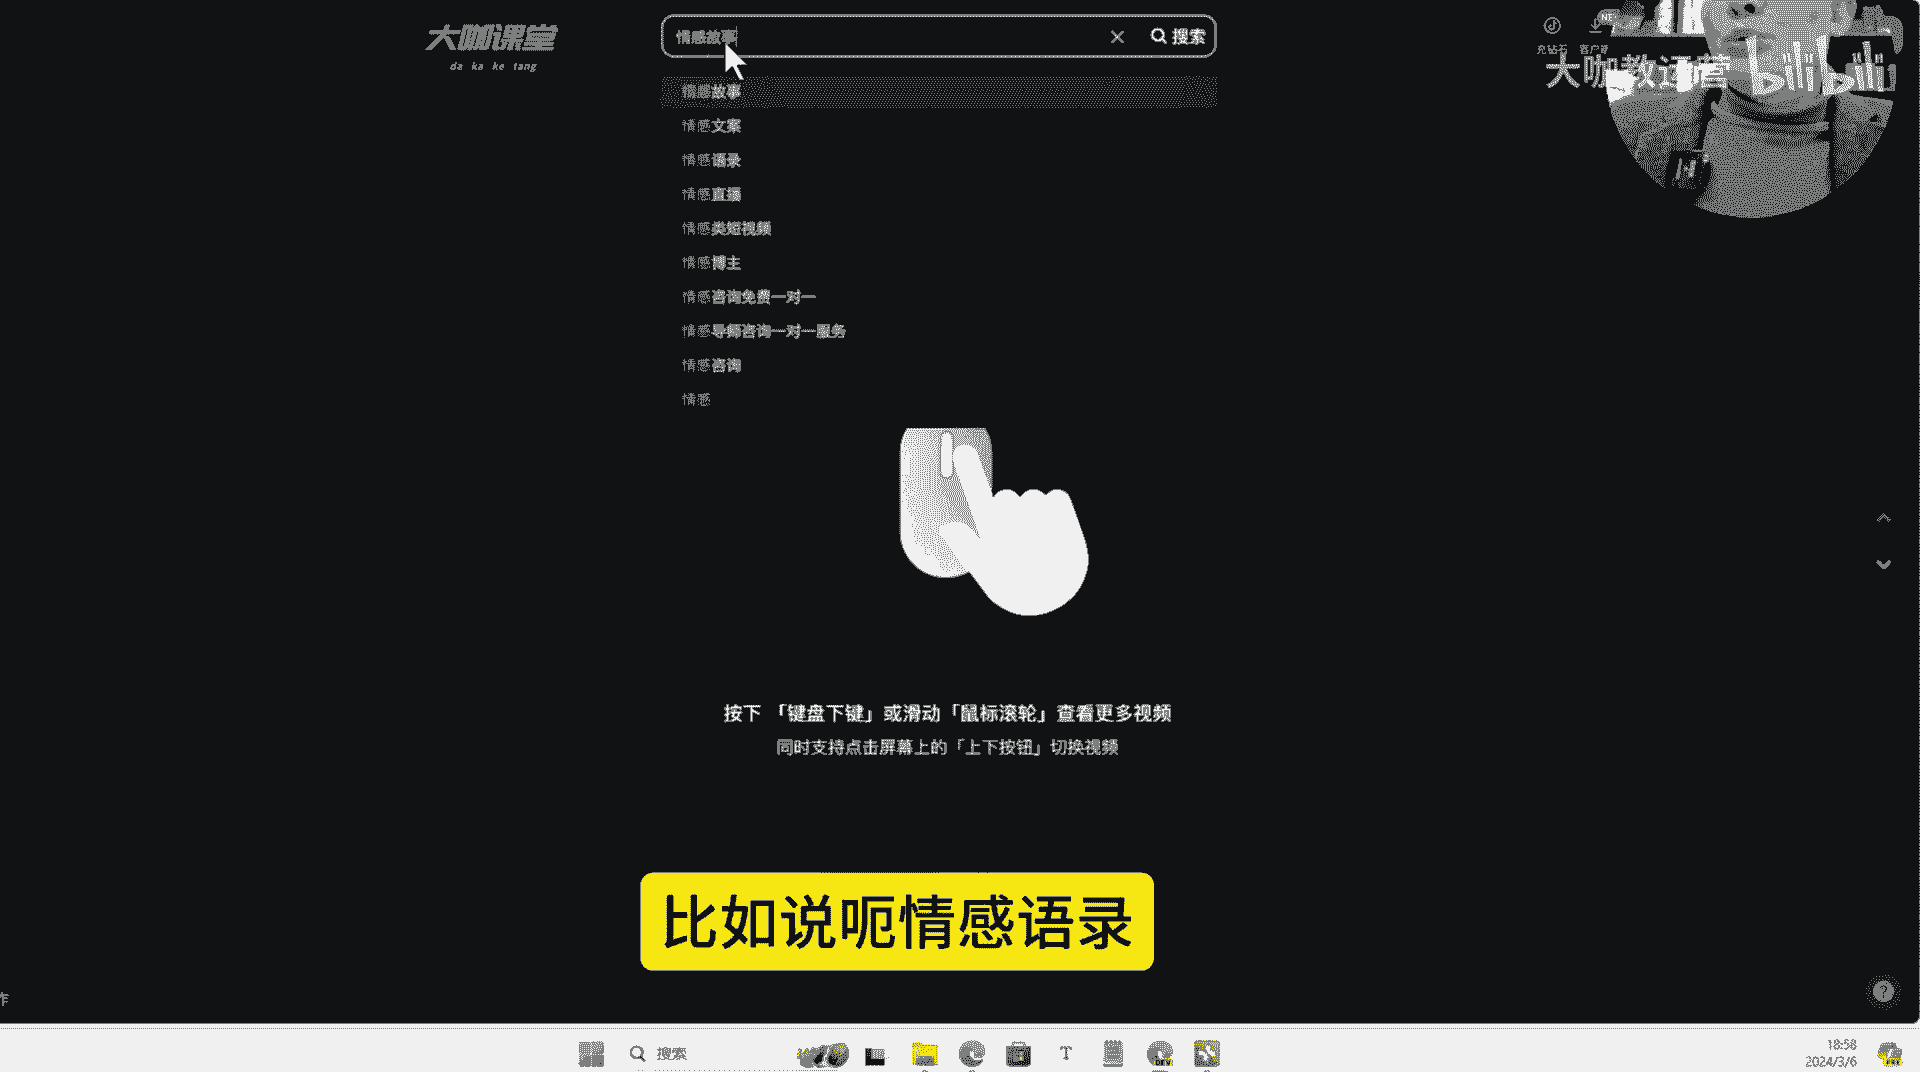 大咖课堂
da ka ke tang
情感故事
搜索
充钻石
客户端
大咖教运营
bilibili
情感故事
情感文案
情感语录
情感直播
情感类短视频
情感博主
情感咨询免费一对一
情感导师咨询一对一服务
情感咨询
情感
按下 「键盘下键」或滑动「鼠标滚轮」查看更多视频
同时支持点击屏幕上的「上下按钮」切换视频
比如说呃情感语录
作
搜索
18:58
2024/3/6